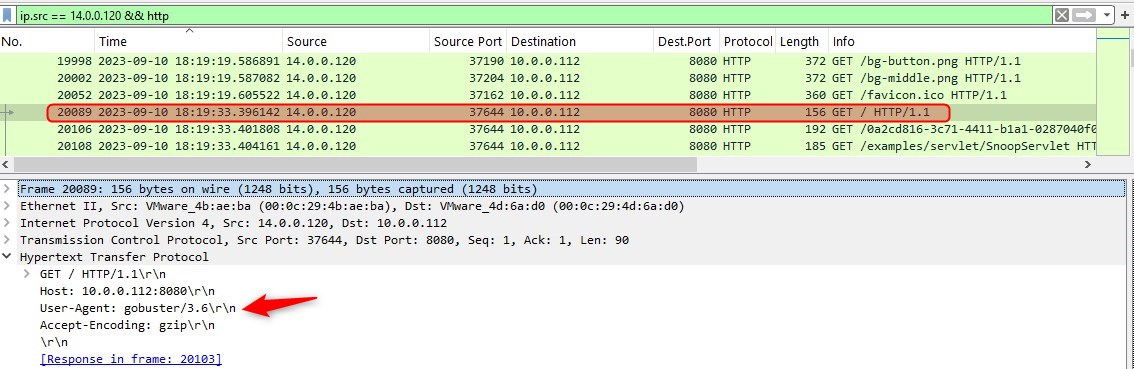 ip.src == 14.0.0.120 && http
No. Time Source Source Port Destination Dest.Port Protocol Length Info
19998 2023-09-10 18:19:19.586891 14.0.0.120 37190 10.0.0.112 8080 HTTP 372 GET /bg-button.png HTTP/1.1
20002 2023-09-10 18:19:19.587082 14.0.0.120 37204 10.0.0.112 8080 HTTP 372 GET /bg-middle.png HTTP/1.1
20052 2023-09-10 18:19:19.605522 14.0.0.120 37162 10.0.0.112 8080 HTTP 360 GET /favicon.ico HTTP/1.1
20089 2023-09-10 18:19:33.396142 14.0.0.120 37644 10.0.0.112 8080 HTTP 156 GET / HTTP/1.1
20106 2023-09-10 18:19:33.401808 14.0.0.120 37644 10.0.0.112 8080 HTTP 192 GET /0a2cd816-3c71-4411-b1a1-0287040f0
20108 2023-09-10 18:19:33.404161 14.0.0.120 37644 10.0.0.112 8080 HTTP 185 GET /examples/servlet/SnoopServlet HT
Frame 20089: 156 bytes on wire (1248 bits), 156 bytes captured (1248 bits)
Ethernet II, Src: VMware_4b:ae:ba (00:0c:29:4b:ae:ba), Dst: VMware_4d:6a:d0 (00:0c:29:4d:6a:d0)
Internet Protocol Version 4, Src: 14.0.0.120, Dst: 10.0.0.112
Transmission Control Protocol, Src Port: 37644, Dst Port: 8080, Seq: 1, Ack: 1, Len: 90
Hypertext Transfer Protocol
GET / HTTP/1.1\r\n
Host: 10.0.0.112:8080\r\n
User-Agent: gobuster/3.6\r\n
Accept-Encoding: gzip\r\n
\r\n
[Response in frame: 20103]